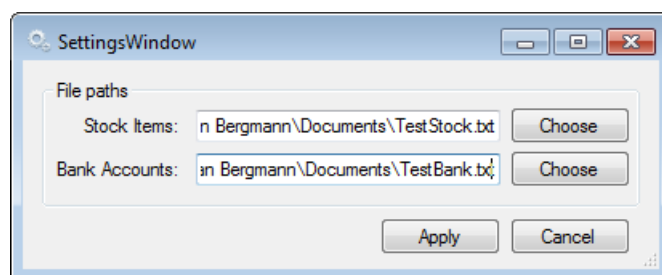 SettingsWindow
File paths
Stock Items: n Bergmann\Documents\TestStock.txt Choose
Bank Accounts: an Bergmann\Documents\TestBank.txt Choose
Apply Cancel